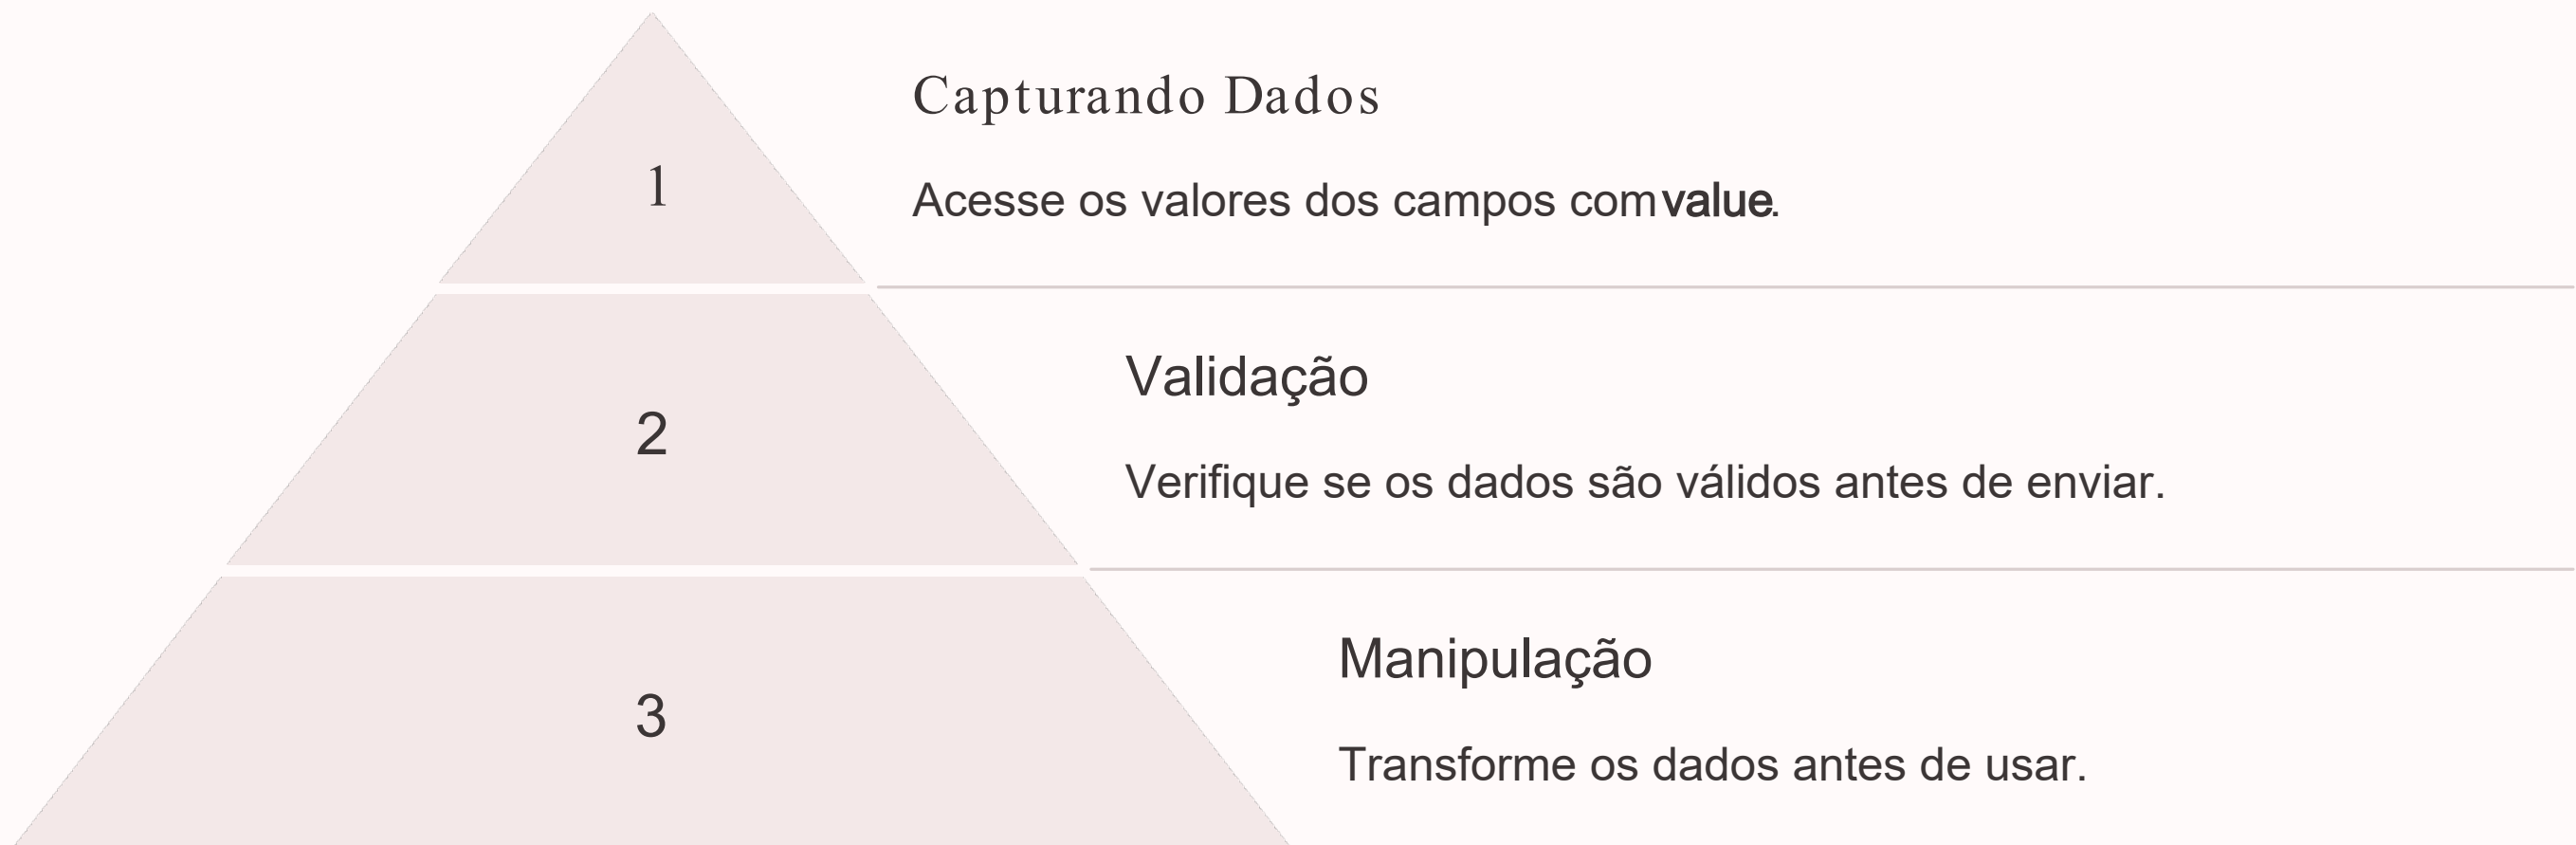 1
Capturando Dados
Acesse os valores dos campos com value.
2
Validação
Verifique se os dados são válidos antes de enviar.
3
Manipulação
Transforme os dados antes de usar.